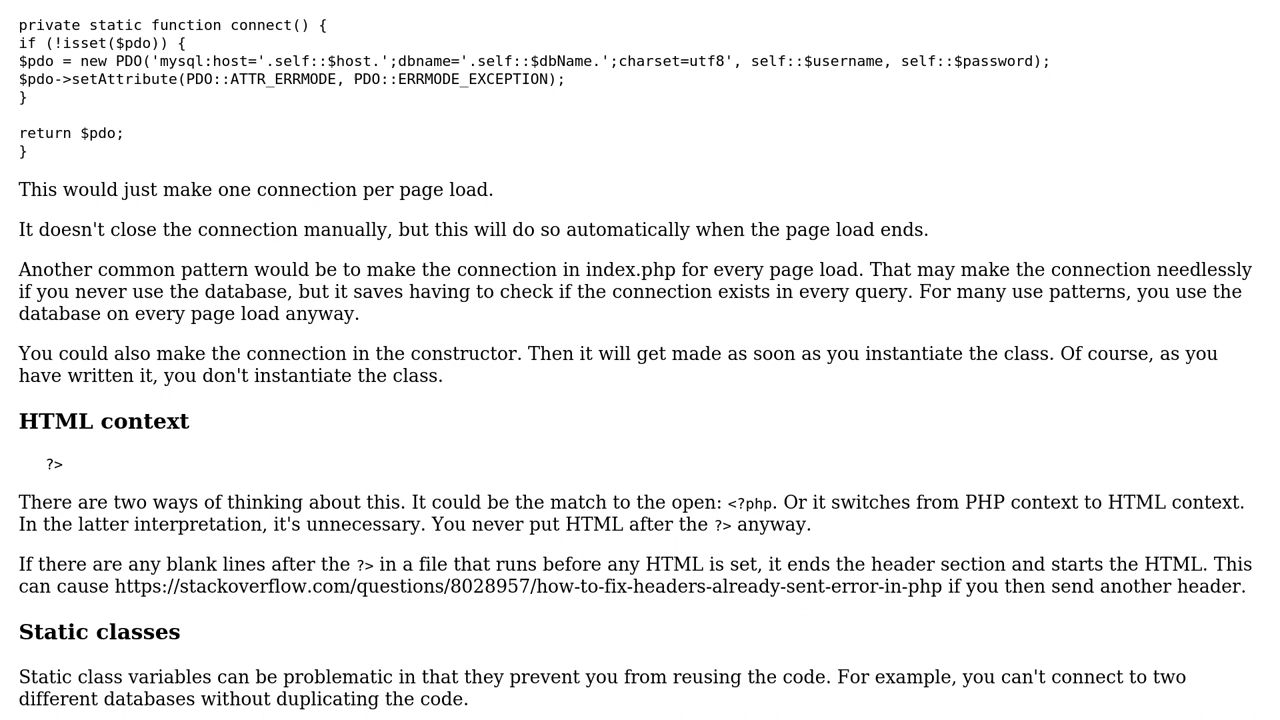 private static function connect() {
if (!isset($pdo)) {
$pdo = new PDO('mysql:host='.self::$host.';dbname='.self::$dbName.';charset=utf8', self::$username, self::$password);
$pdo->setAttribute(PDO::ATTR_ERRMODE, PDO::ERRMODE_EXCEPTION);
}

return $pdo;
}
This would just make one connection per page load.
It doesn't close the connection manually, but this will do so automatically when the page load ends.
Another common pattern would be to make the connection in index.php for every page load. That may make the connection needlessly
if you never use the database, but it saves having to check if the connection exists in every query. For many use patterns, you use the
database on every page load anyway.
You could also make the connection in the constructor. Then it will get made as soon as you instantiate the class. Of course, as you
have written it, you don't instantiate the class.
HTML context
?>
There are two ways of thinking about this. It could be the match to the open: <?php. Or it switches from PHP context to HTML context.
In the latter interpretation, it's unnecessary. You never put HTML after the ?> anyway.
If there are any blank lines after the ?> in a file that runs before any HTML is set, it ends the header section and starts the HTML. This
can cause https://stackoverflow.com/questions/8028957/how-to-fix-headers-already-sent-error-in-php if you then send another header.
Static classes
Static class variables can be problematic in that they prevent you from reusing the code. For example, you can't connect to two
different databases without duplicating the code.